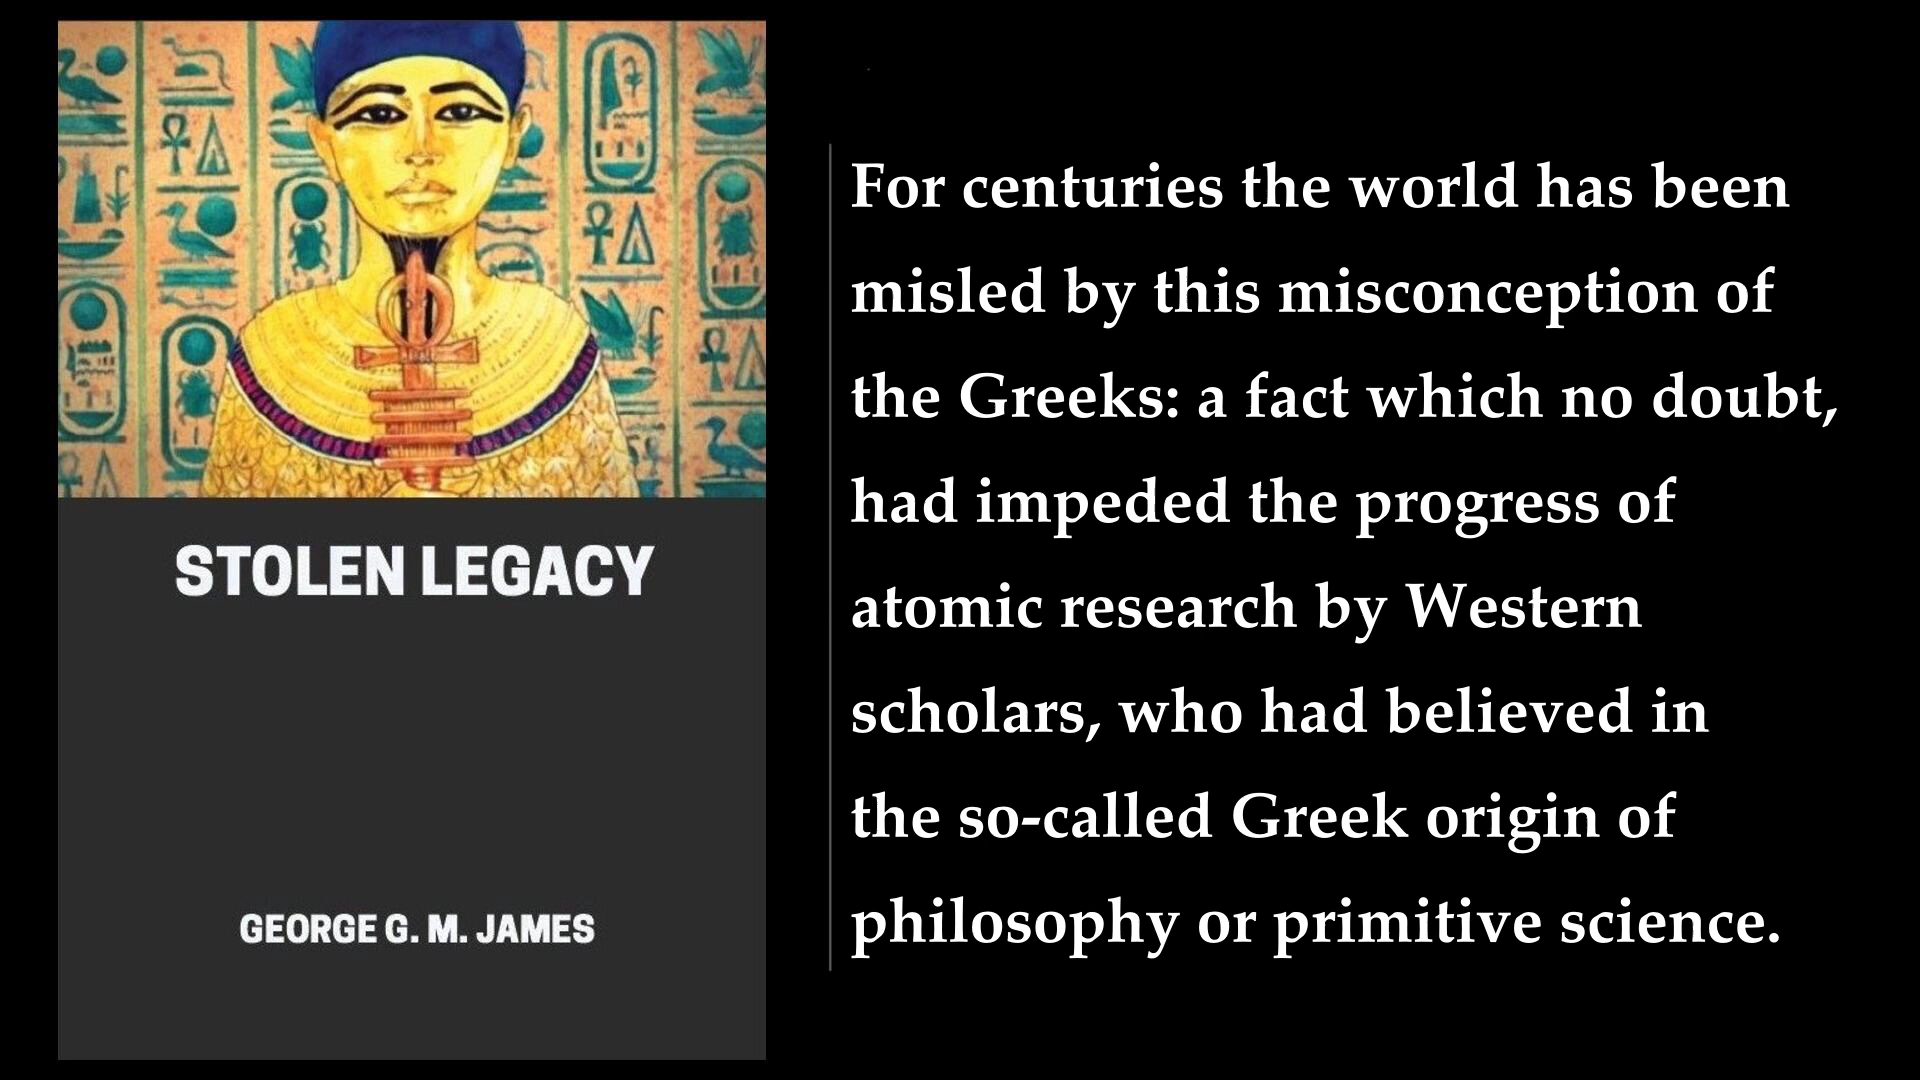 STOLEN LEGACY
GEORGE G. M. JAMES
For centuries the world has been
misled by this misconception of
the Greeks: a fact which no doubt,
had impeded the progress of
atomic research by Western
scholars, who had believed in
the so-called Greek origin of
philosophy or primitive science.